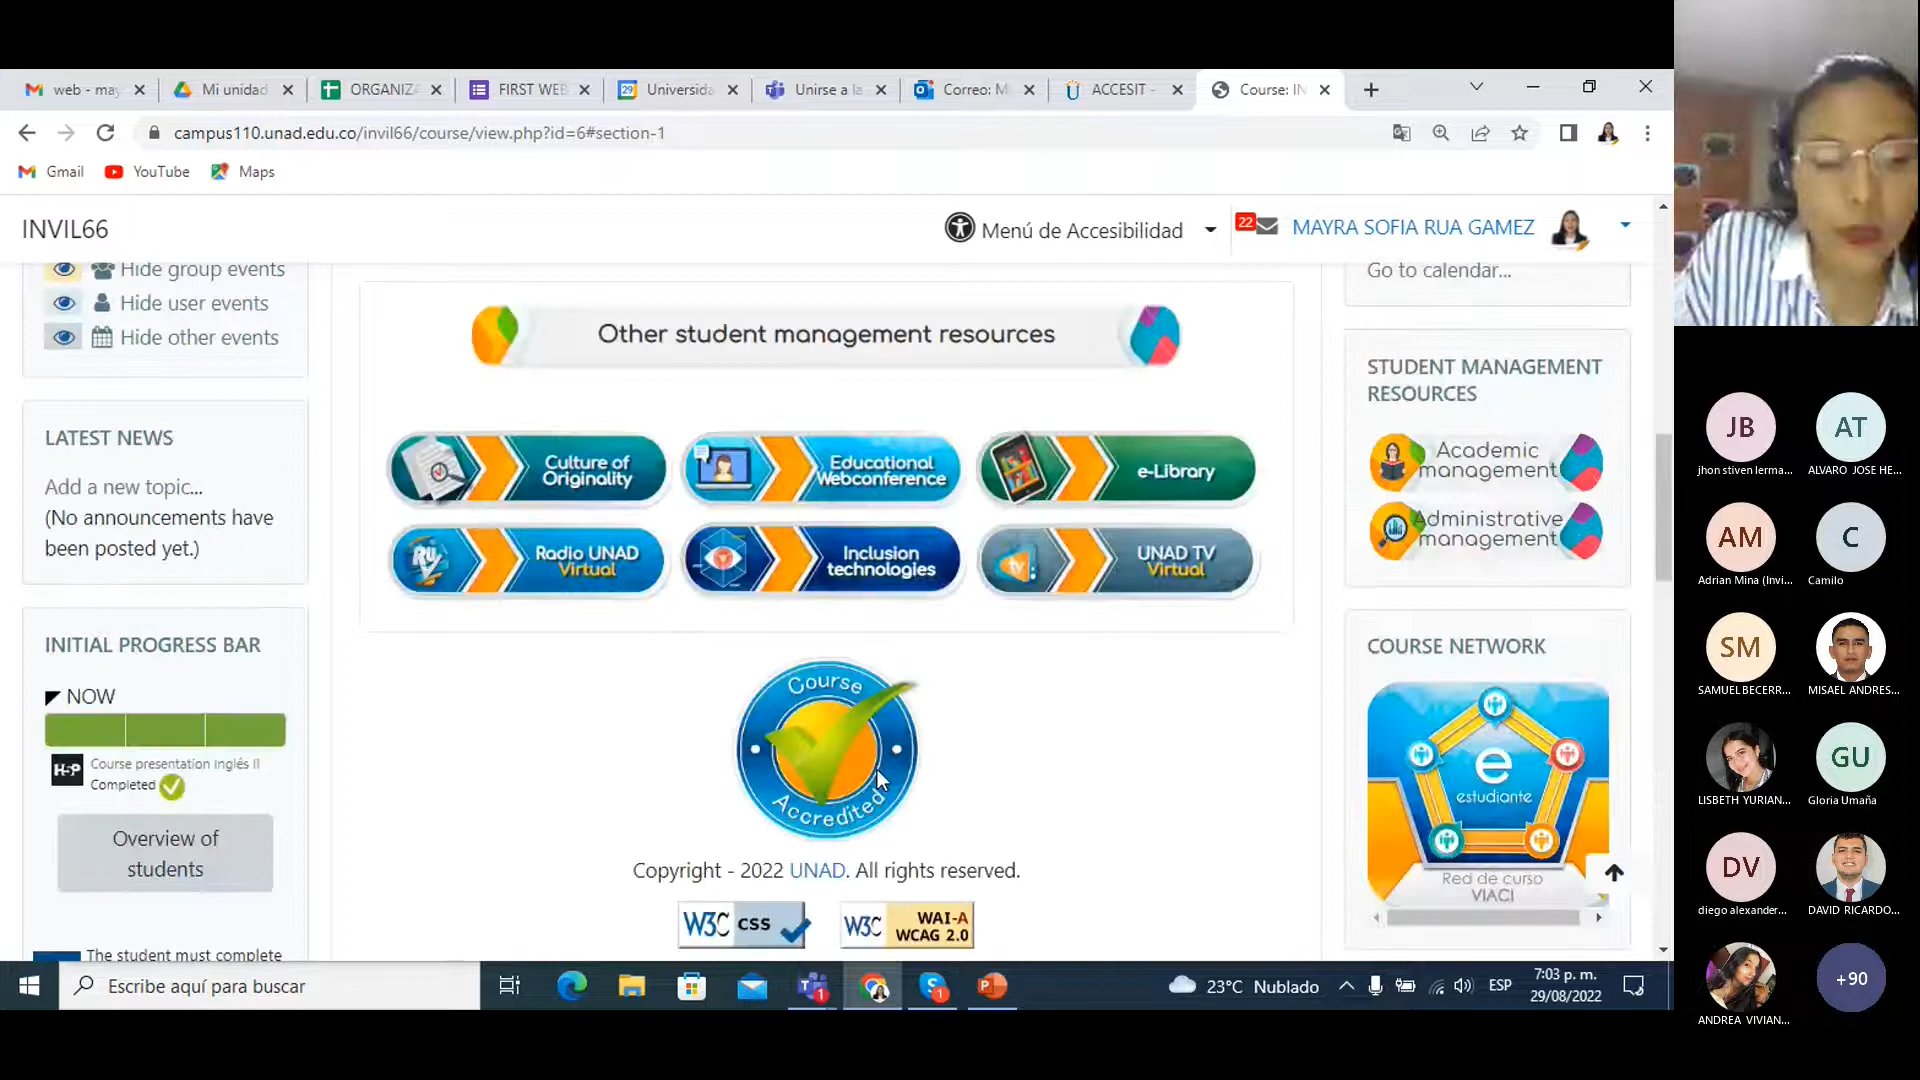 web - may
Mi unidad
ORGANIZA
FIRST WEB
Universida
Unirse a la
Correo: M
ACCESIT -
Course: IN
campus110.unad.edu.co/invil66/course/view.php?id=6#section-1
Gmail
YouTube
Maps
INVIL66
Menú de Accesibilidad
22
MAYRA SOFIA RUA GAMEZ
Hide group events
Hide user events
Hide other events
LATEST NEWS
Add a new topic...
(No announcements have
been posted yet.)
INITIAL PROGRESS BAR
NOW
H5P
Course presentation Inglés II
Completed
Overview of
students
The student must complete
Other student management resources
Culture of
Originality
Educational
Webconference
e-Library
Radio UNAD
Virtual
Inclusion
technologies
UNAD TV
Virtual
Course
Accredited
Copyright - 2022 UNAD. All rights reserved.
W3C CSS
W3C WAI-A
WCAG 2.0
Go to calendar...
STUDENT MANAGEMENT
RESOURCES
Academic
management
Administrative
management
COURSE NETWORK
e
estudiante
Red de curso
VIACI
Escribe aquí para buscar
1
1
23°C Nublado
ESP
7:03 p. m.
29/08/2022
JB
jhon stiven lerma...
AT
ALVARO JOSE HE...
AM
Adrian Mina (Invi...
C
Camilo
SM
SAMUEL BECERR...
MISAEL ANDRES...
LISBETH YURIAN...
GU
Gloria Umaña
DV
diego alexander...
DAVID RICARDO...
ANDREA VIVIAN...
+90